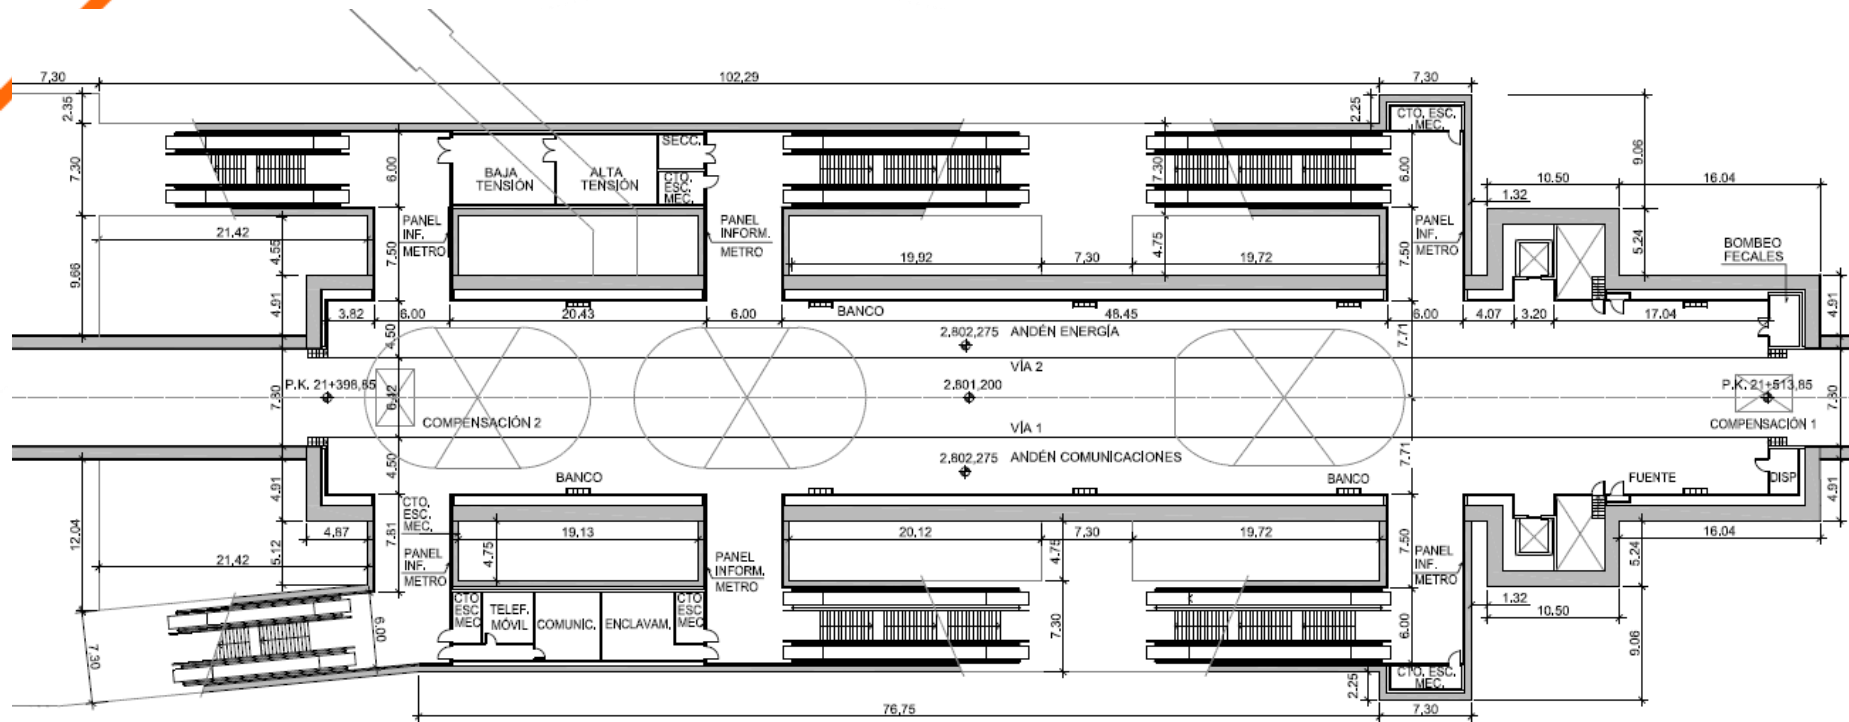 7,30
102,29
7,30
2.35
7.30
9.66
21,42
4.55
4.91
6.00
7.50
BAJA
TENSIÓN
ALTA
TENSIÓN
SECC.
CTO.
ESC.
MEC.
PANEL
INF.
METRO
PANEL
INFORM.
METRO
7.30
4.75
19,92
7,30
19,72
2.25
CTO. ESC.
MEC.
6.00
7.50
PANEL
INF.
METRO
9.06
10.50
16.04
1.32
5.24
BOMBEO
FECALES
4.91
3.82
6.00
20.43
6.00
BANCO
48.45
6.00
4.07
3.20
17.04
4.50
2.802,275 ANDÉN ENERGÍA
7.71
VÍA 2
P.K. 21+398,85
7.80
6.42
2.801,200
P.K. 21+513,85
7.80
COMPENSACIÓN 2
VÍA 1
COMPENSACIÓN 1
4.50
2.802,275 ANDÉN COMUNICACIONES
7.71
BANCO
BANCO
FUENTE
DISP
4.91
4.91
12.04
4,87
CTO.
ESC.
MEC.
7.81
19,13
4.75
20,12
7,30
19,72
4.75
7.50
16.04
5.24
21,42
5.12
PANEL
INF.
METRO
PANEL
INFORM.
METRO
PANEL
INF.
METRO
1.32
10.50
CTO
ESC
MEC
TELEF.
MÓVIL
COMUNIC.
ENCLAVAM.
CTO
ESC
MEC
7.30
6.00
6.00
7.30
9.06
2.25
CTO. ESC.
MEC.
76,75
7,30